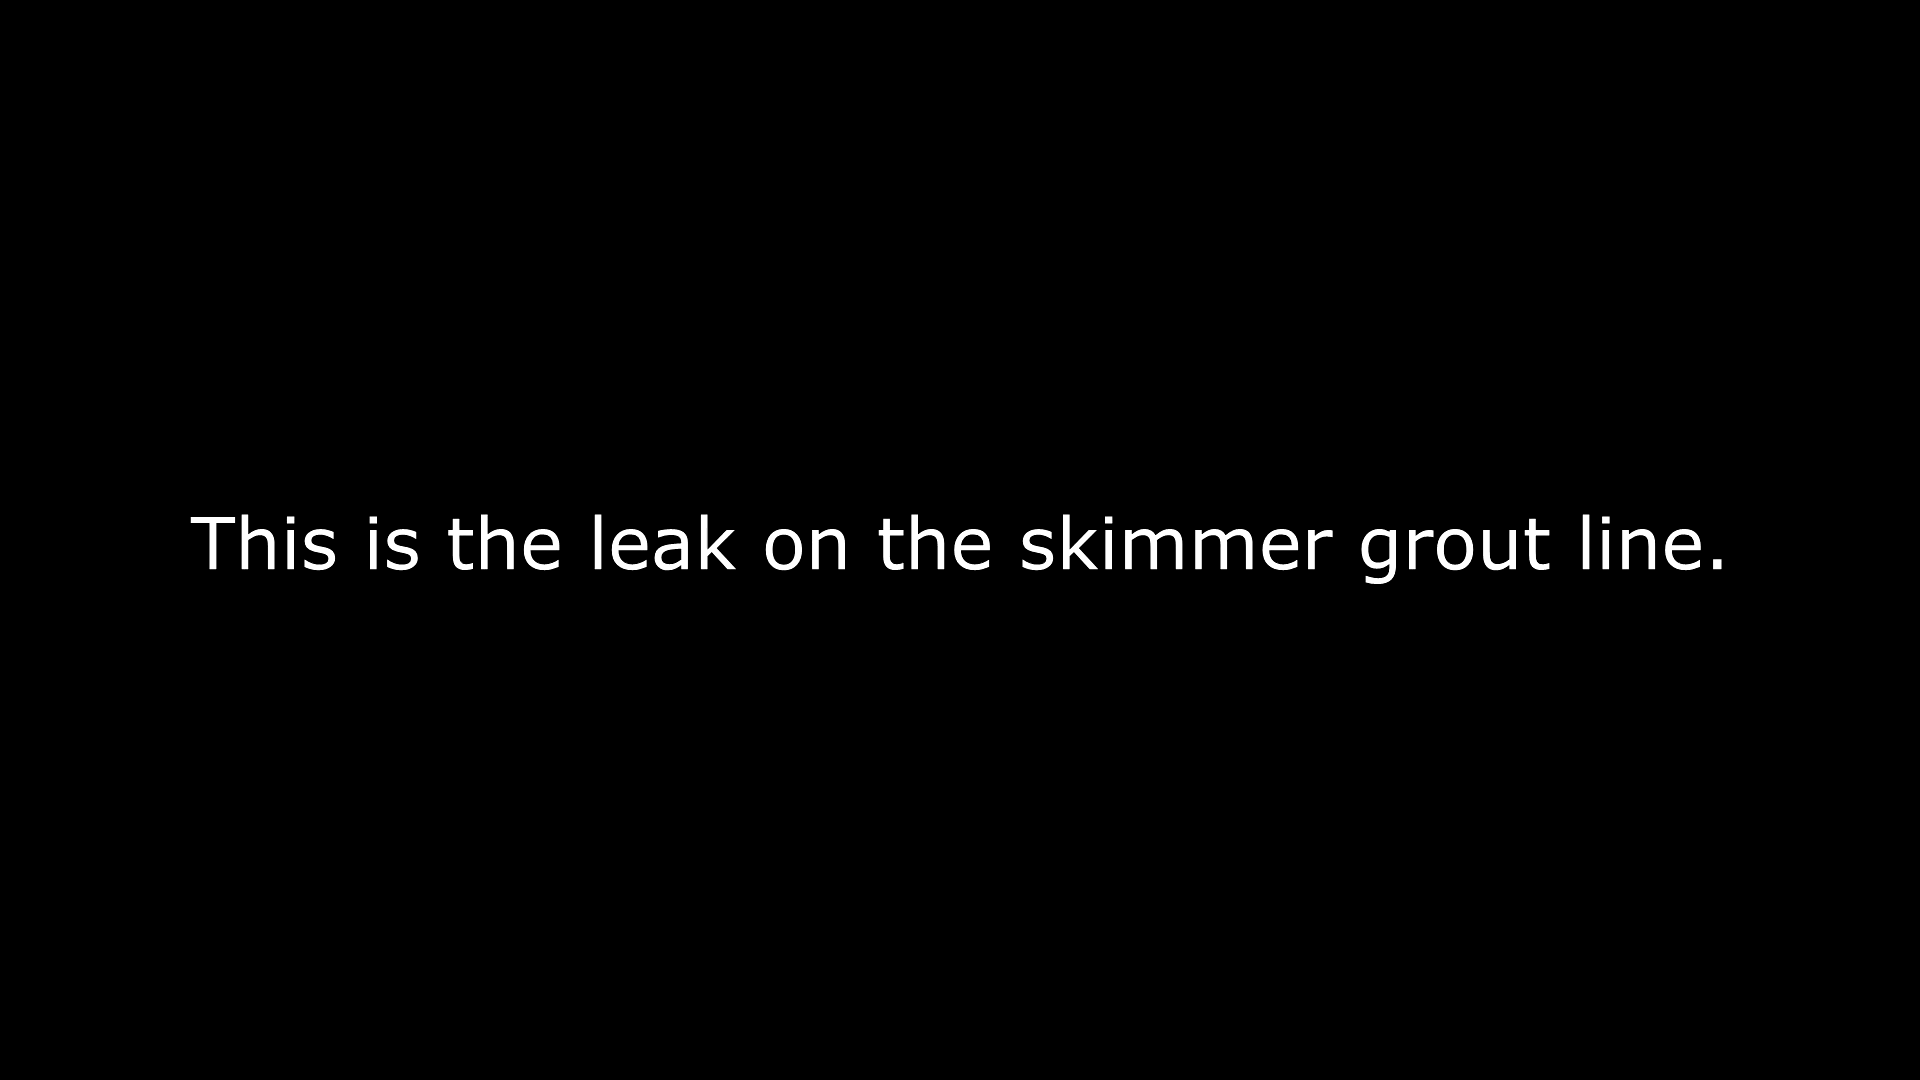 This is the leak on the skimmer grout line.